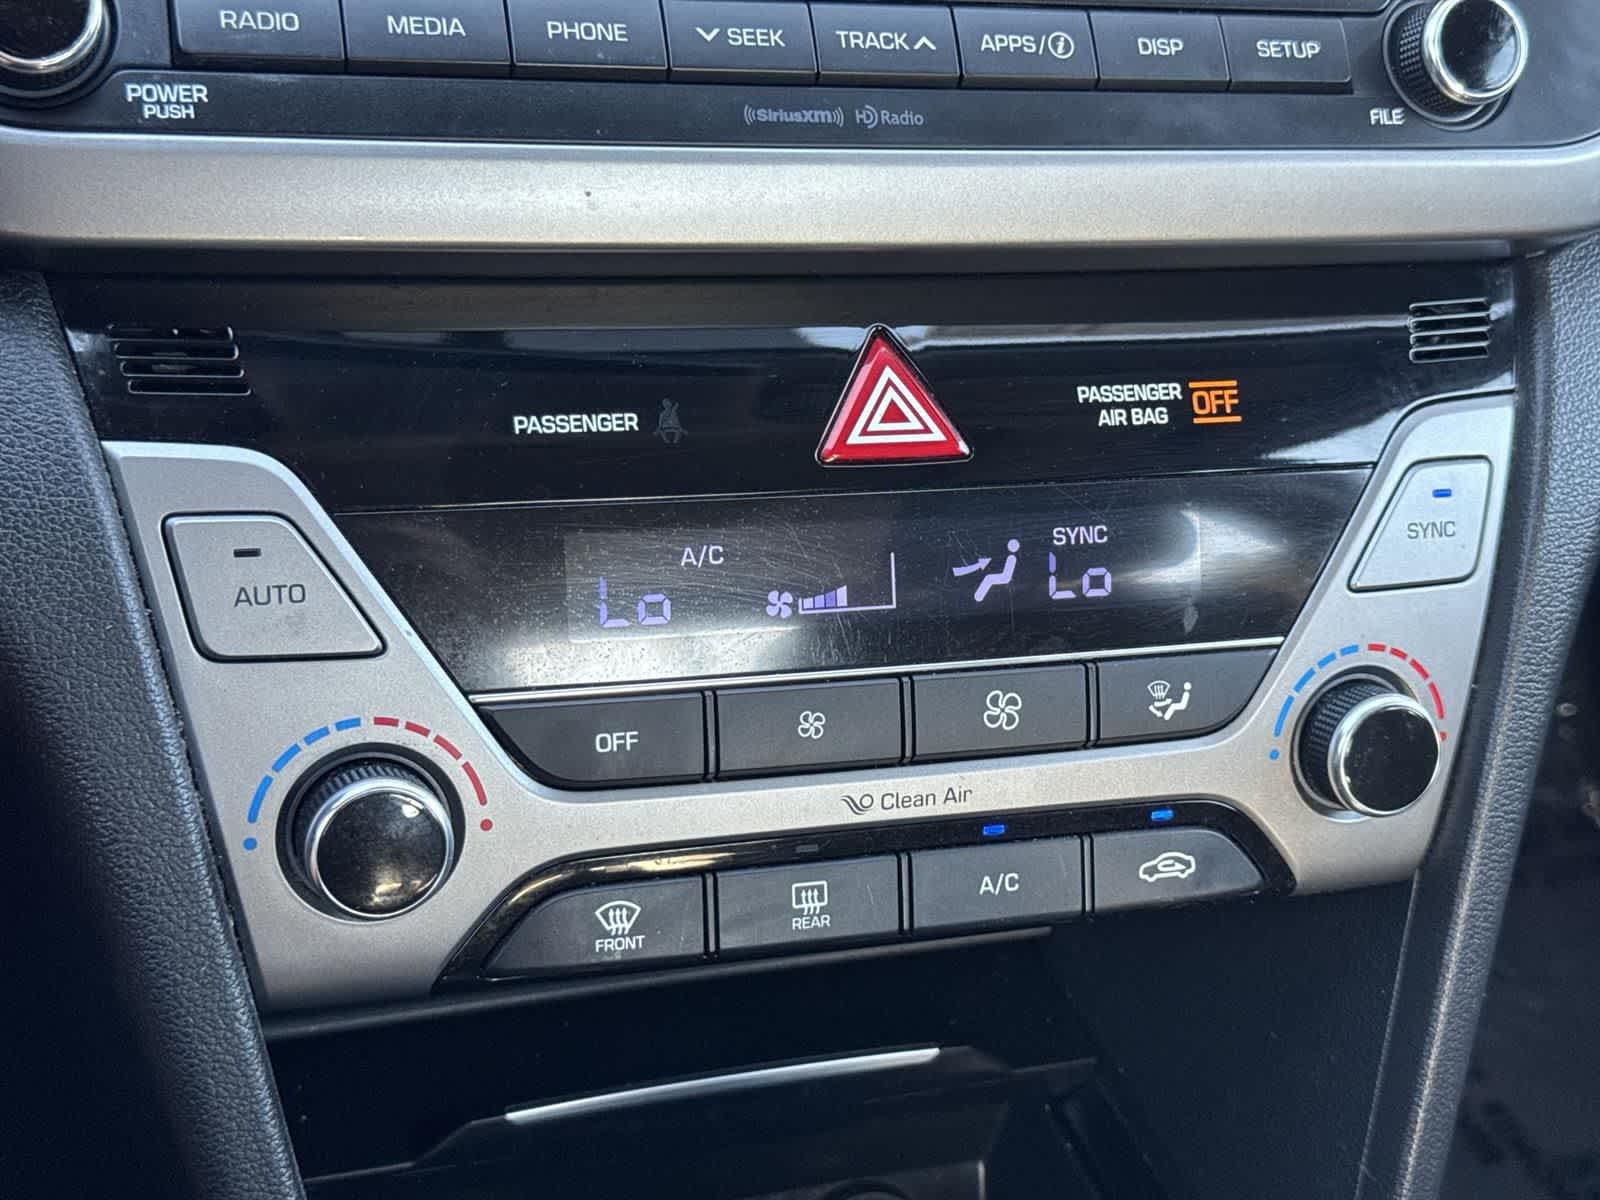 RADIO MEDIA PHONE SEEK TRACK APPS/i DISP SETUP
POWER
PUSH
SiriusXM HD Radio
FILE
PASSENGER
PASSENGER
AIR BAG
OFF
AUTO
A/C
Lo
SYNC
Lo
SYNC
OFF
Clean Air
FRONT
REAR
A/C